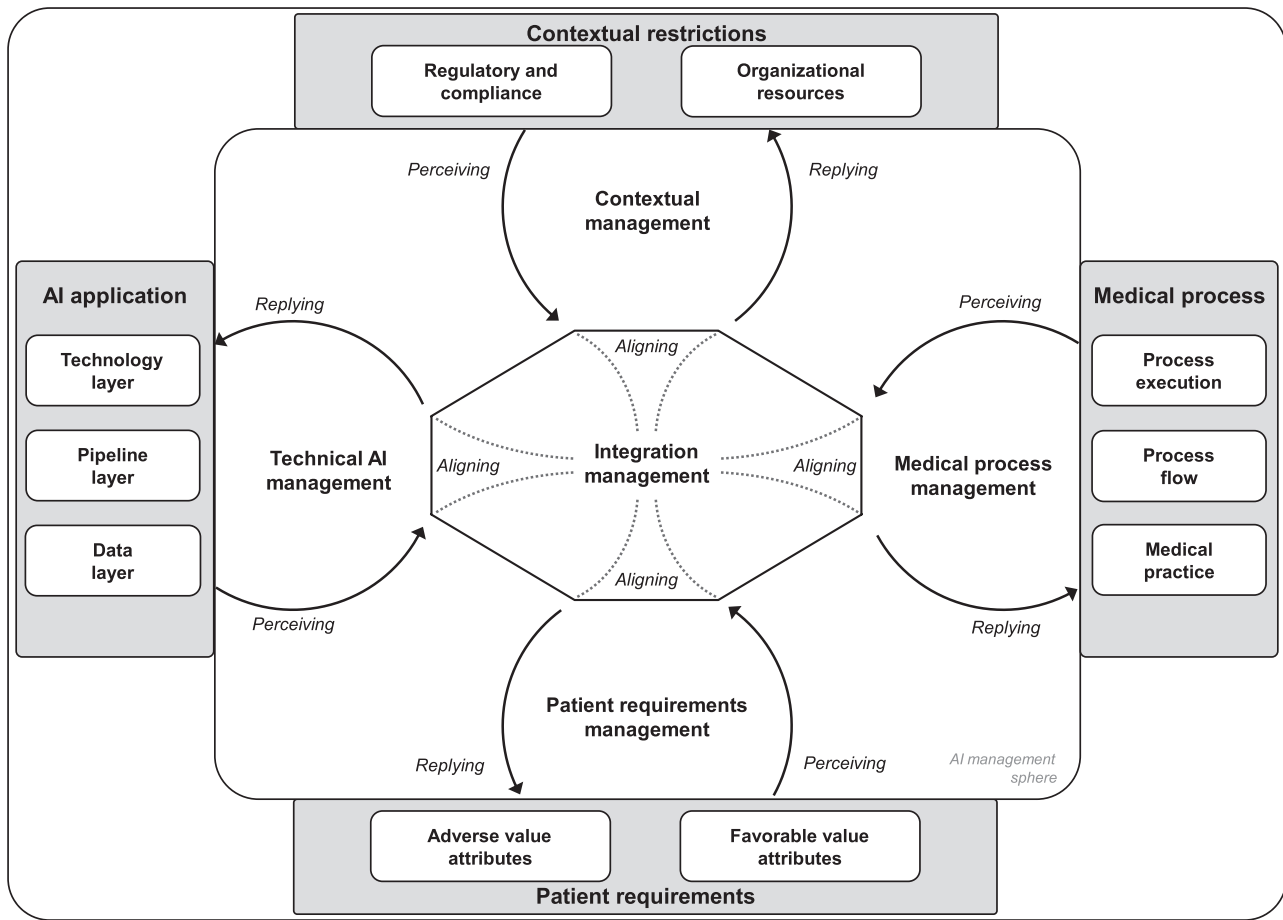 Contextual restrictions
Regulatory and
compliance
Organizational
resources
Perceiving
Replying
Contextual
management
AI application
Technology
layer
Pipeline
layer
Data
layer
Replying
Technical AI
management
Perceiving
Aligning
Aligning
Integration
management
Aligning
Aligning
Perceiving
Medical process
management
Replying
Medical process
Process
execution
Process
flow
Medical
practice
Patient requirements
management
Replying
Perceiving
AI management
sphere
Adverse value
attributes
Favorable value
attributes
Patient requirements